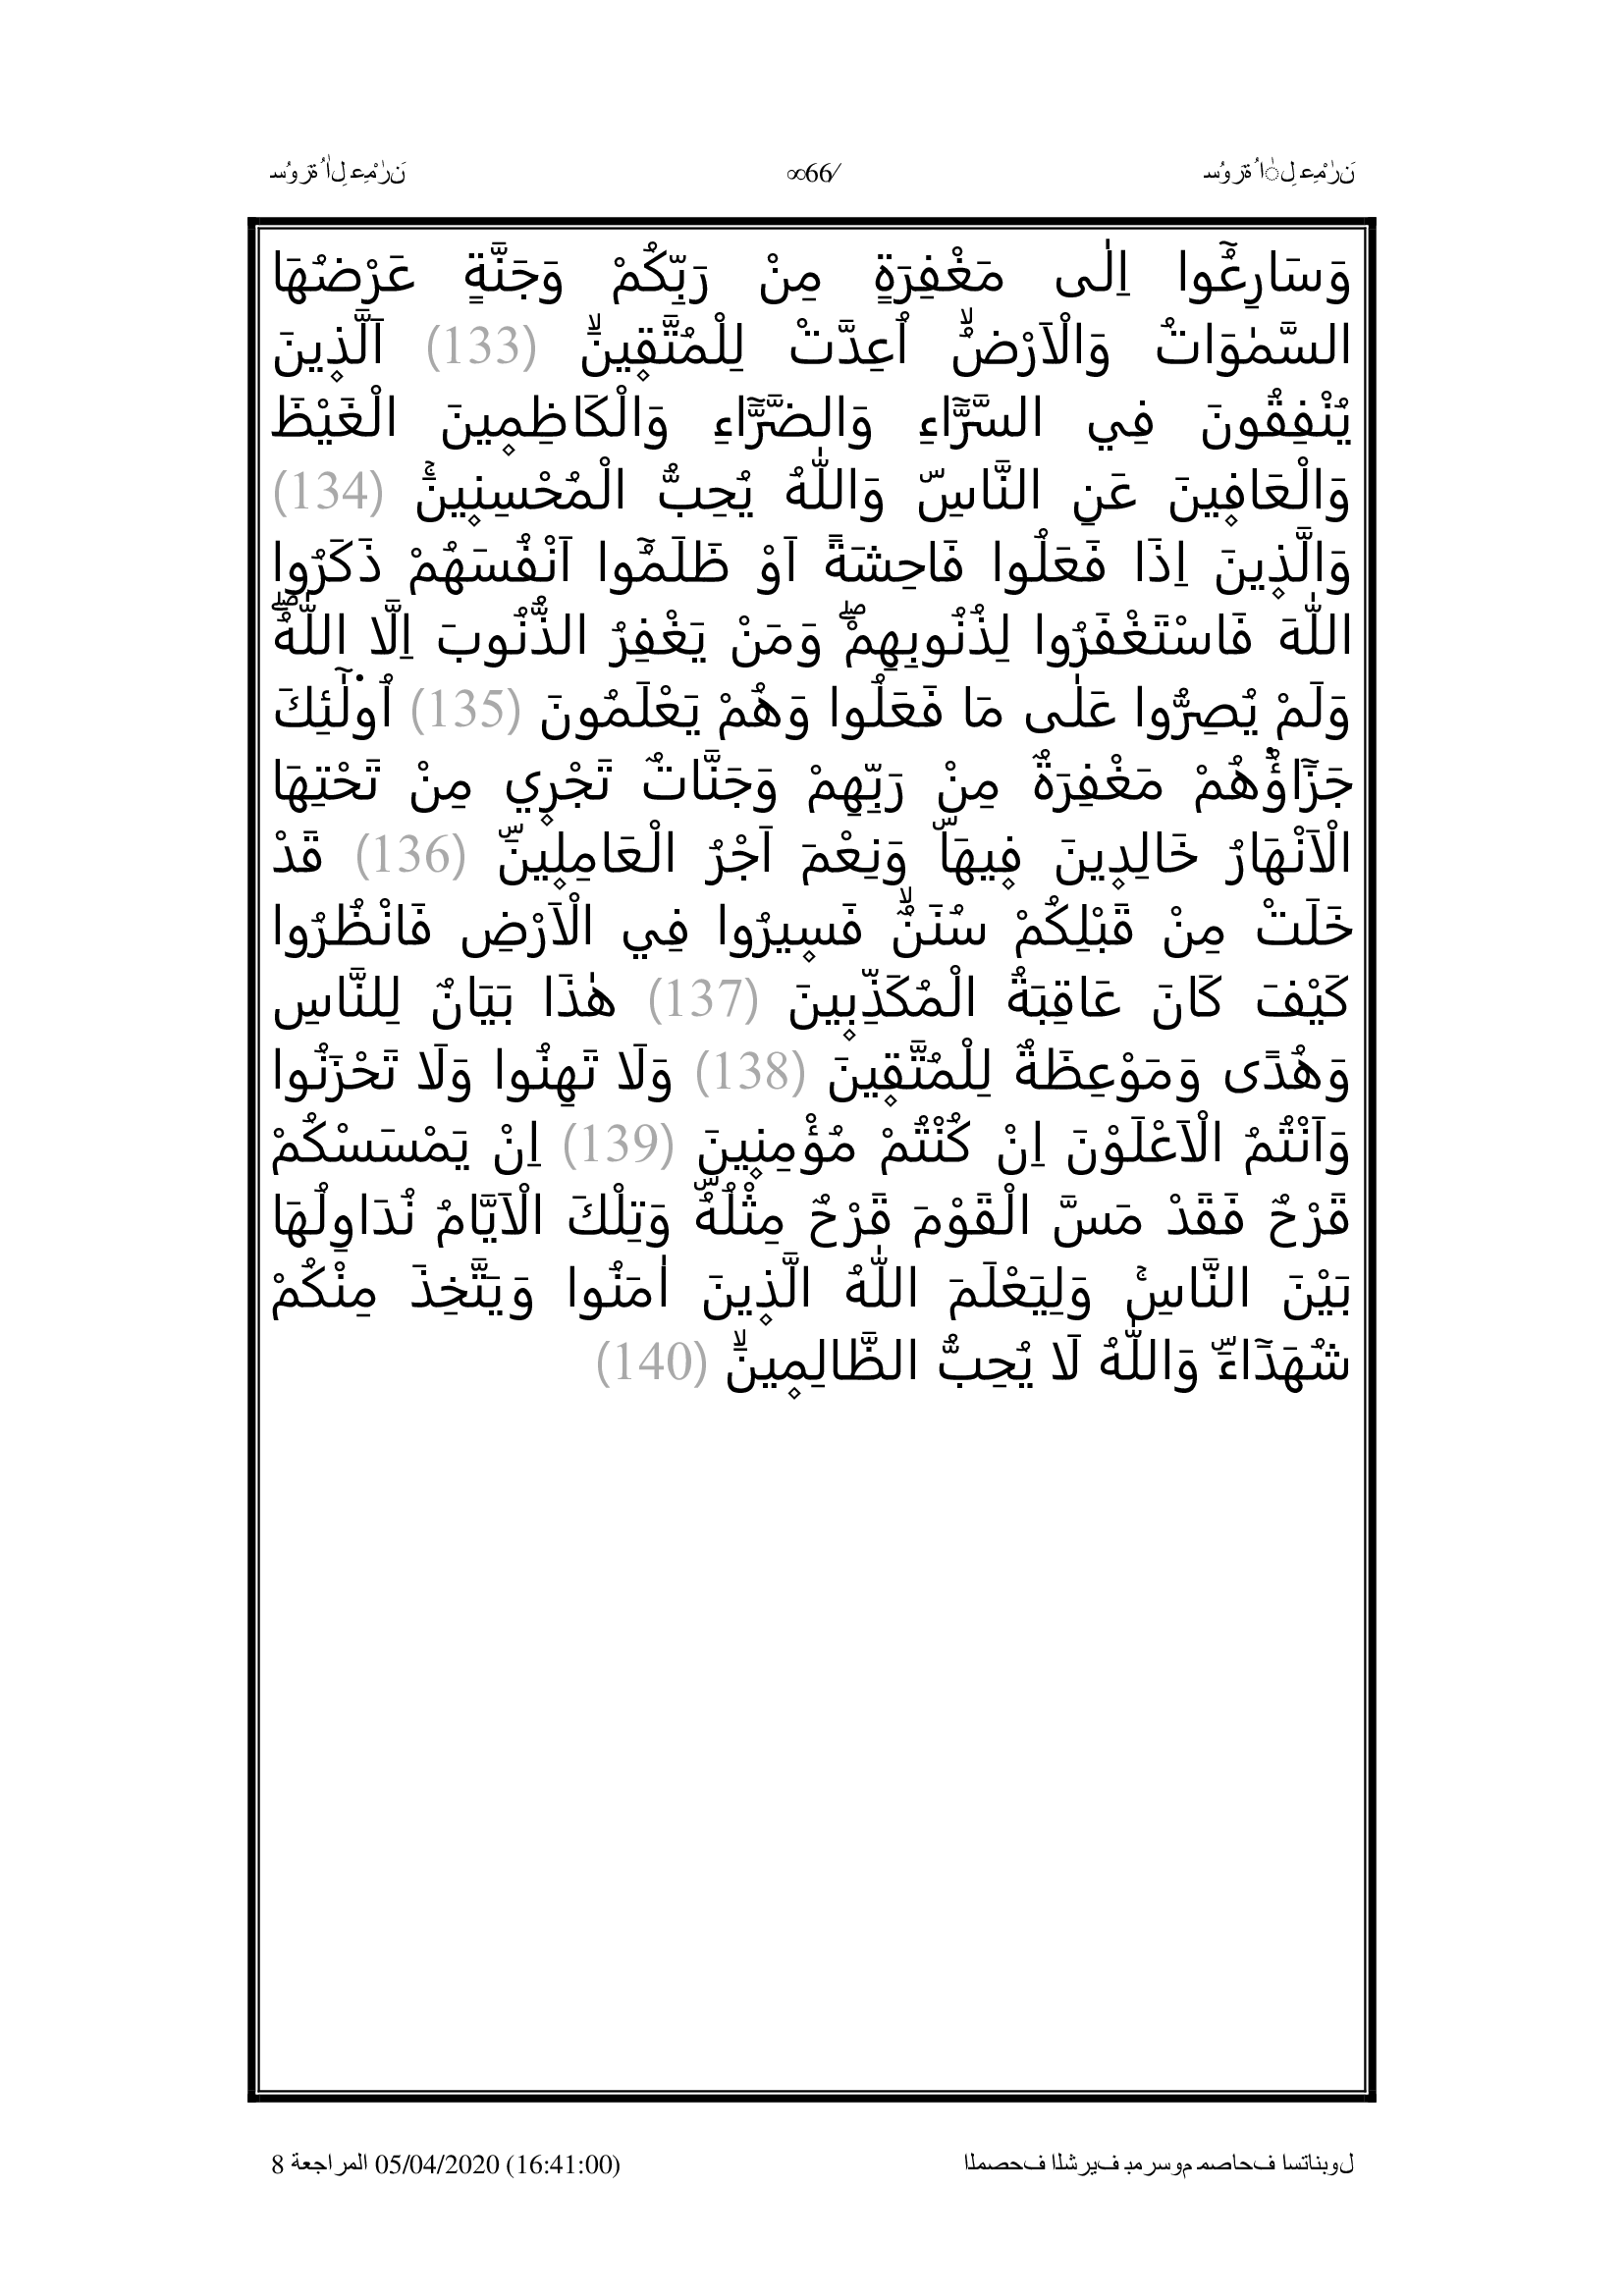 سُورَةُ اٰلِ عِمْرٰنَ
∞66/
سُورَةُ اٰلِ عِمْرٰنَ
وَسَارِعُٓوا اِلٰى مَغْفِرَةٍ مِنْ رَبِّكُمْ وَجَنَّةٍ عَرْضُهَا
السَّمٰوَاتُ وَالْاَرْضُۙ اُعِدَّتْ لِلْمُتَّق۪ينَۙ (133) اَلَّذ۪ينَ
يُنْفِقُونَ فِي السَّرَّٓاءِ وَالضَّرَّٓاءِ وَالْكَاظِم۪ينَ الْغَيْظَ
وَالْعَاف۪ينَ عَنِ النَّاسِۜ وَاللّٰهُ يُحِبُّ الْمُحْسِن۪ينَۚ (134)
وَالَّذ۪ينَ اِذَا فَعَلُوا فَاحِشَةً اَوْ ظَلَمُٓوا اَنْفُسَهُمْ ذَكَرُوا
اللّٰهَ فَاسْتَغْفَرُوا لِذُنُوبِهِمْۖ وَمَنْ يَغْفِرُ الذُّنُوبَ اِلَّا اللّٰهُۖ
وَلَمْ يُصِرُّوا عَلٰى مَا فَعَلُوا وَهُمْ يَعْلَمُونَ (135) اُو۬لٰٓئِكَ
جَزَٓاؤُ۬هُمْ مَغْفِرَةٌ مِنْ رَبِّهِمْ وَجَنَّاتٌ تَجْر۪ي مِنْ تَحْتِهَا
الْاَنْهَارُ خَالِد۪ينَ ف۪يهَاۜ وَنِعْمَ اَجْرُ الْعَامِل۪ينَۜ (136) قَدْ
خَلَتْ مِنْ قَبْلِكُمْ سُنَنٌۙ فَس۪يرُوا فِي الْاَرْضِ فَانْظُرُوا
كَيْفَ كَانَ عَاقِبَةُ الْمُكَذِّب۪ينَ (137) هٰذَا بَيَانٌ لِلنَّاسِ
وَهُدًى وَمَوْعِظَةٌ لِلْمُتَّق۪ينَ (138) وَلَا تَهِنُوا وَلَا تَحْزَنُوا
وَاَنْتُمُ الْاَعْلَوْنَ اِنْ كُنْتُمْ مُؤْمِن۪ينَ (139) اِنْ يَمْسَسْكُمْ
قَرْحٌ فَقَدْ مَسَّ الْقَوْمَ قَرْحٌ مِثْلُهُۜ وَتِلْكَ الْاَيَّامُ نُدَاوِلُهَا
بَيْنَ النَّاسِۚ وَلِيَعْلَمَ اللّٰهُ الَّذ۪ينَ اٰمَنُوا وَيَتَّخِذَ مِنْكُمْ
شُهَدَٓاءَۜ وَاللّٰهُ لَا يُحِبُّ الظَّالِم۪ينَۙ (140)
المصحف الشريف بمرسوم مصاحف استانبول
8 المراجعة 05/04/2020 (16:41:00)